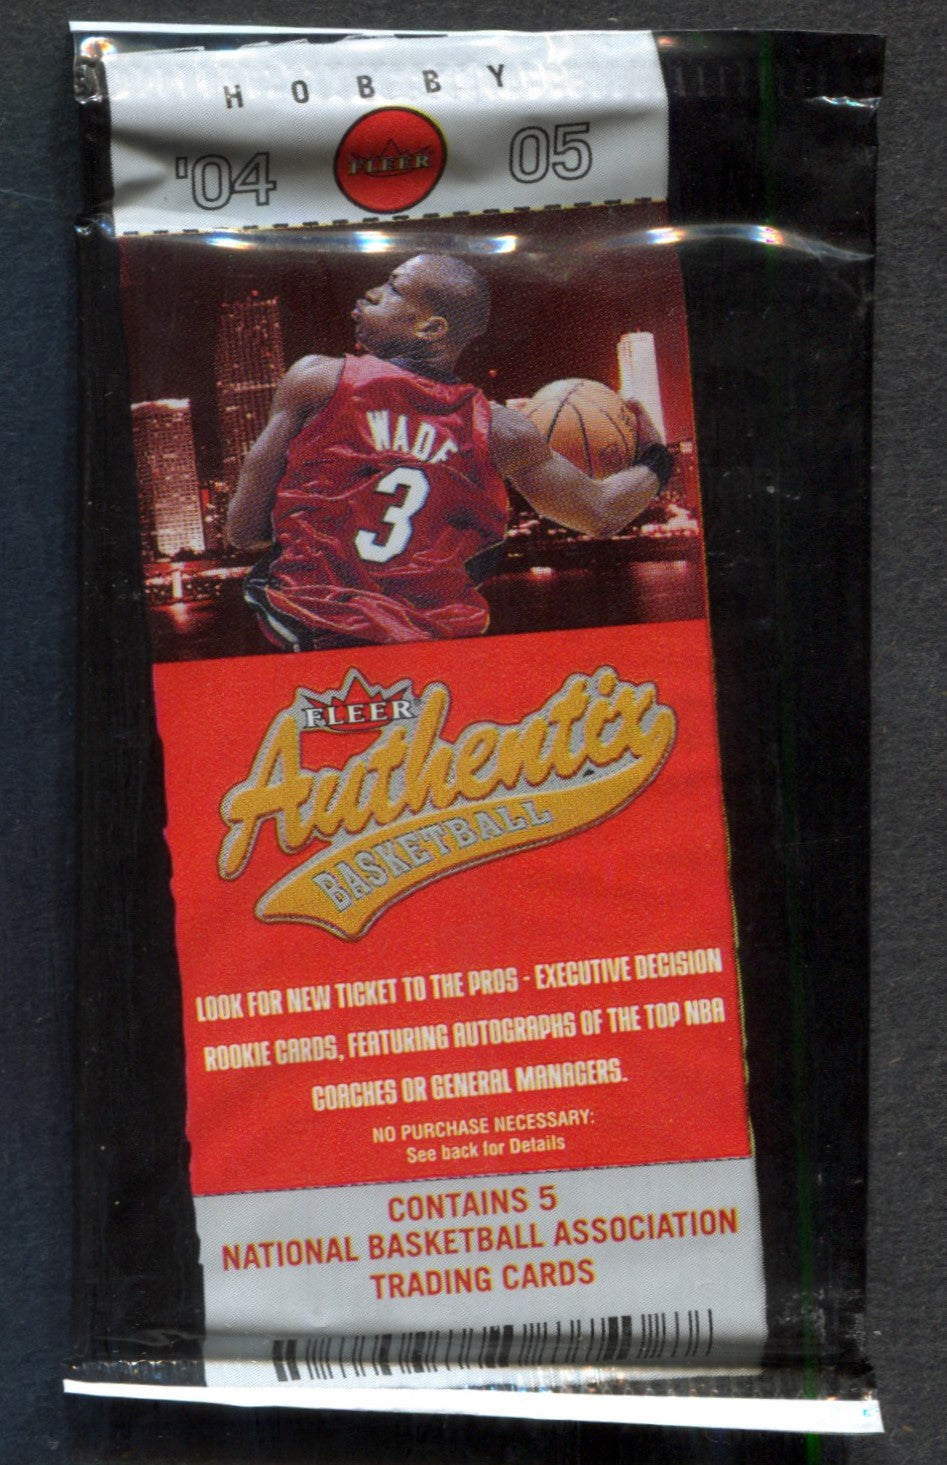 HOBBY
'04 FLEER 05
WADE
3
FLEER
Authentix
BASKETBALL
LOOK FOR NEW TICKET TO THE PROS - EXECUTIVE DECISION
ROOKIE CARDS, FEATURING AUTOGRAPHS OF THE TOP NBA
COACHES OR GENERAL MANAGERS.
NO PURCHASE NECESSARY:
See back for Details
CONTAINS 5
NATIONAL BASKETBALL ASSOCIATION
TRADING CARDS